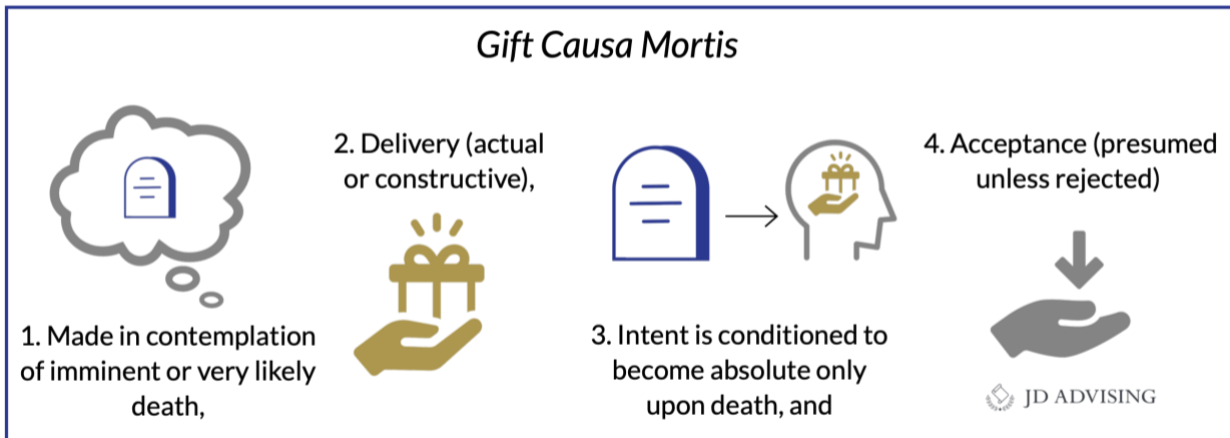 Gift Causa Mortis
1. Made in contemplation
of imminent or very likely
death,
2. Delivery (actual
or constructive),
3. Intent is conditioned to
become absolute only
upon death, and
4. Acceptance (presumed
unless rejected)
JD ADVISING